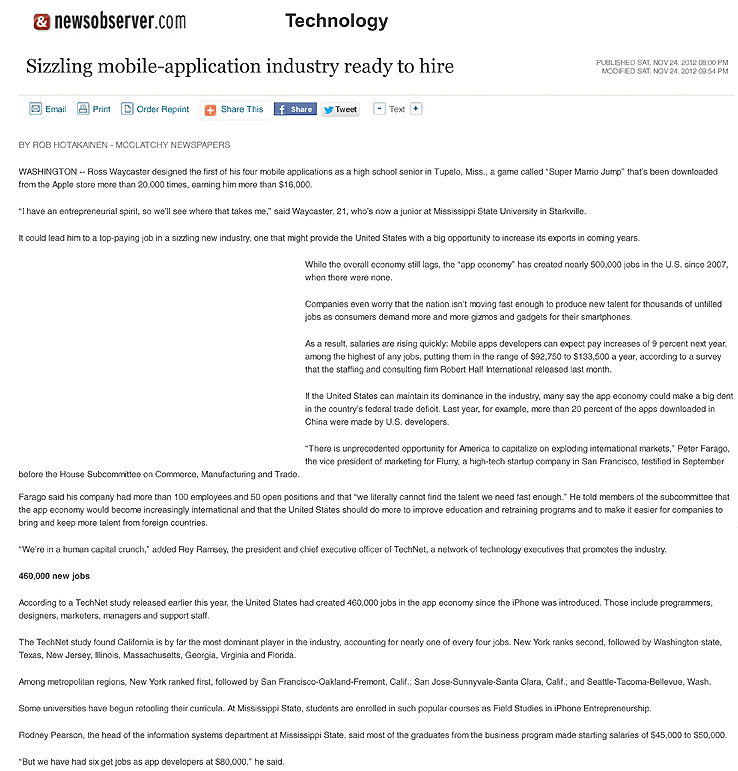 & newsobserver.com
Technology
Sizzling mobile-application industry ready to hire
PUBLISHED SAT, NOV 24, 2012 08:00 PM
MODIFIED SAT, NOV 24, 2012 09:54 PM
Email Print Order Reprint Share This f Share Tweet - Text +
BY ROB HOTAKAINEN - MCCLATCHY NEWSPAPERS
WASHINGTON -- Ross Waycaster designed the first of his four mobile applications as a high school senior in Tupelo, Miss., a game called “Super Marrio Jump” that’s been downloaded
from the Apple store more than 20,000 times, earning him more than $16,000.
“I have an entrepreneurial spirit, so we’ll see where that takes me,” said Waycaster, 21, who’s now a junior at Mississippi State University in Starkville.
It could lead him to a top-paying job in a sizzling new industry, one that might provide the United States with a big opportunity to increase its exports in coming years.
While the overall economy still lags, the “app economy” has created nearly 500,000 jobs in the U.S. since 2007,
when there were none.
Companies even worry that the nation isn’t moving fast enough to produce new talent for thousands of unfilled
jobs as consumers demand more and more gizmos and gadgets for their smartphones.
As a result, salaries are rising quickly: Mobile apps developers can expect pay increases of 9 percent next year,
among the highest of any jobs, putting them in the range of $92,750 to $133,500 a year, according to a survey
that the staffing and consulting firm Robert Half International released last month.
If the United States can maintain its dominance in the industry, many say the app economy could make a big dent
in the country’s federal trade deficit. Last year, for example, more than 20 percent of the apps downloaded in
China were made by U.S. developers.
“There is unprecedented opportunity for America to capitalize on exploding international markets,” Peter Farago,
the vice president of marketing for Flurry, a high-tech startup company in San Francisco, testified in September
before the House Subcommittee on Commerce, Manufacturing and Trade.
Farago said his company had more than 100 employees and 50 open positions and that “we literally cannot find the talent we need fast enough.” He told members of the subcommittee that
the app economy would become increasingly international and that the United States should do more to improve education and retraining programs and to make it easier for companies to
bring and keep more talent from foreign countries.
“We’re in a human capital crunch,” added Rey Ramsey, the president and chief executive officer of TechNet, a network of technology executives that promotes the industry.
460,000 new jobs
According to a TechNet study released earlier this year, the United States had created 460,000 jobs in the app economy since the iPhone was introduced. Those include programmers,
designers, marketers, managers and support staff.
The TechNet study found California is by far the most dominant player in the industry, accounting for nearly one of every four jobs. New York ranks second, followed by Washington state,
Texas, New Jersey, Illinois, Massachusetts, Georgia, Virginia and Florida.
Among metropolitan regions, New York ranked first, followed by San Francisco-Oakland-Fremont, Calif.; San Jose-Sunnyvale-Santa Clara, Calif.; and Seattle-Tacoma-Bellevue, Wash.
Some universities have begun retooling their curricula. At Mississippi State, students are enrolled in such popular courses as Field Studies in iPhone Entrepreneurship.
Rodney Pearson, the head of the information systems department at Mississippi State, said most of the graduates from the business program made starting salaries of $45,000 to $50,000.
“But we have had six get jobs as app developers at $80,000,” he said.